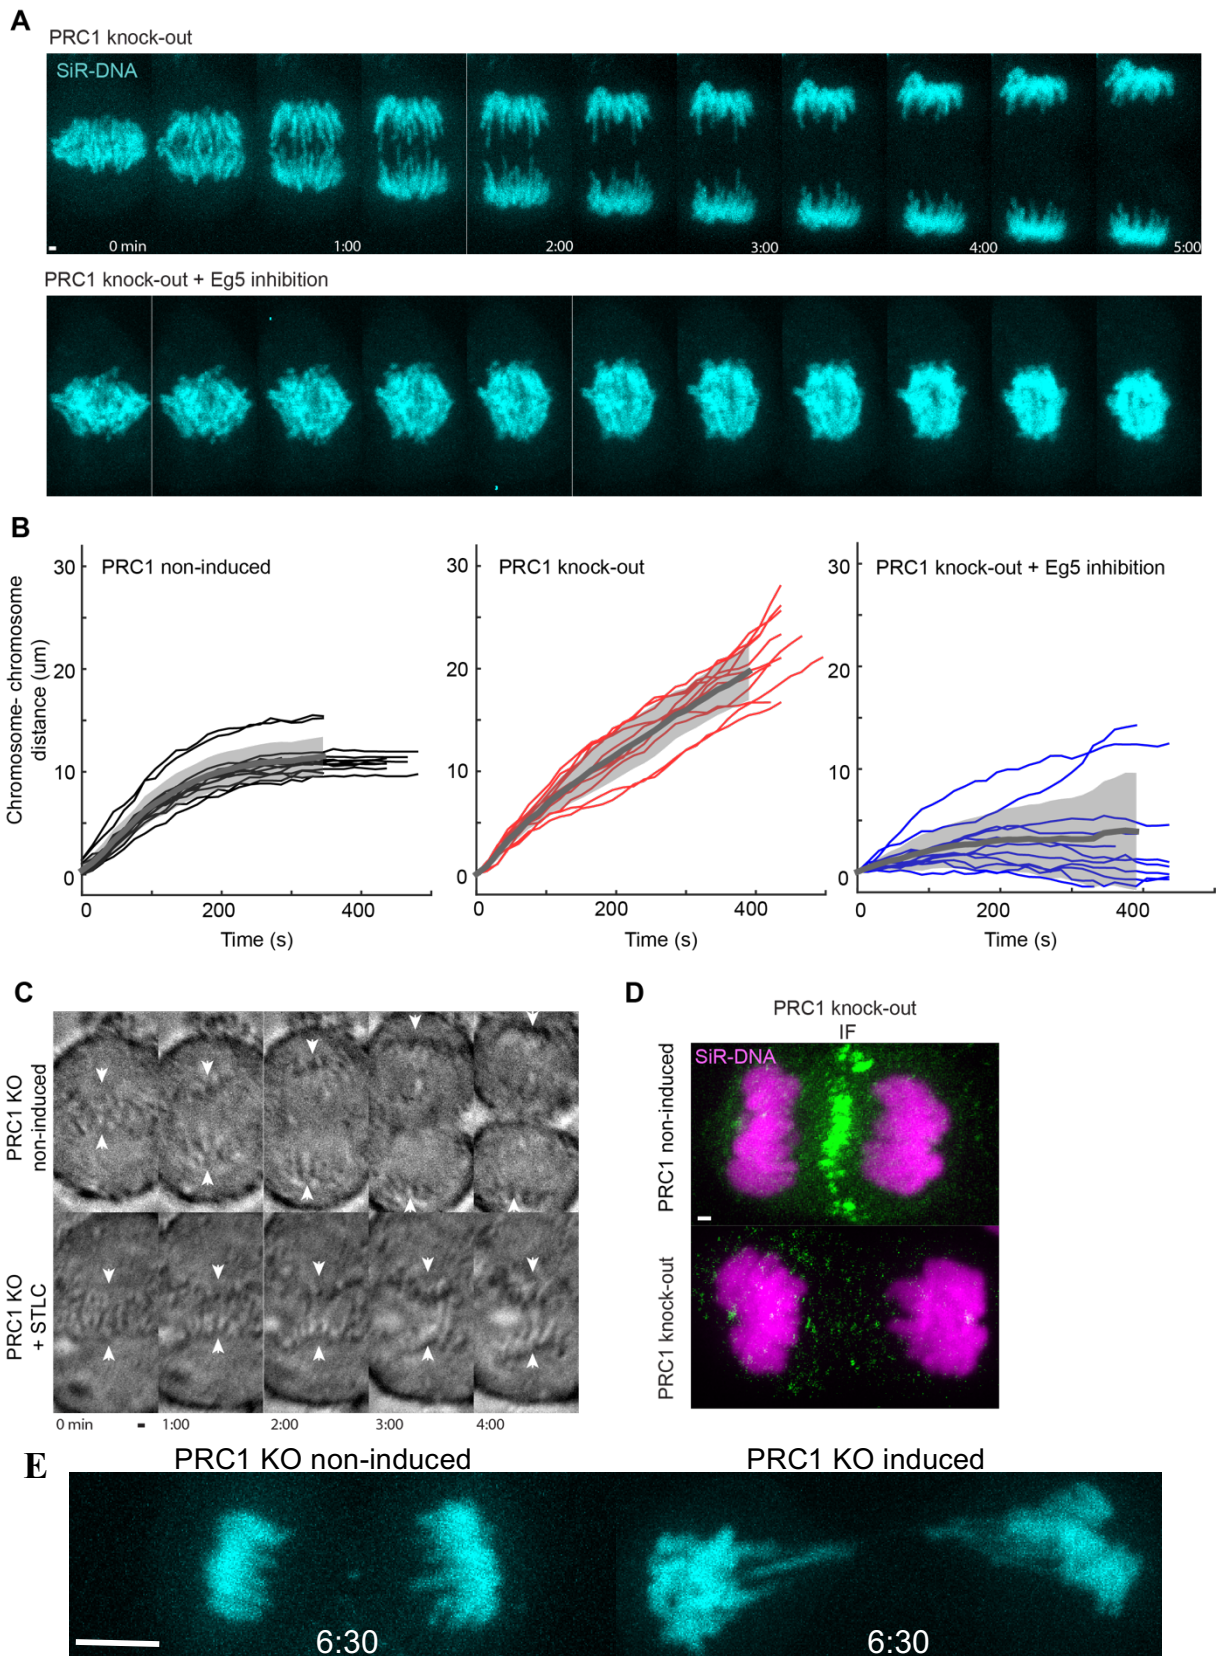 A
PRC1 knock-out
SiR-DNA
0 min 1:00 2:00 3:00 4:00 5:00
PRC1 knock-out + Eg5 inhibition
B
Chromosome- chromosome
distance (um)
30
20
10
0
PRC1 non-induced
0 200 400
Time (s)
30
20
10
0
PRC1 knock-out
0 200 400
Time (s)
30
20
10
0
PRC1 knock-out + Eg5 inhibition
0 200 400
Time (s)
C
PRC1 KO
non-induced
PRC1 KO
+ STLC
0 min 1:00 2:00 3:00 4:00
D
PRC1 knock-out
IF
SiR-DNA
PRC1 non-induced
PRC1 knock-out
E
PRC1 KO non-induced
PRC1 KO induced
6:30
6:30